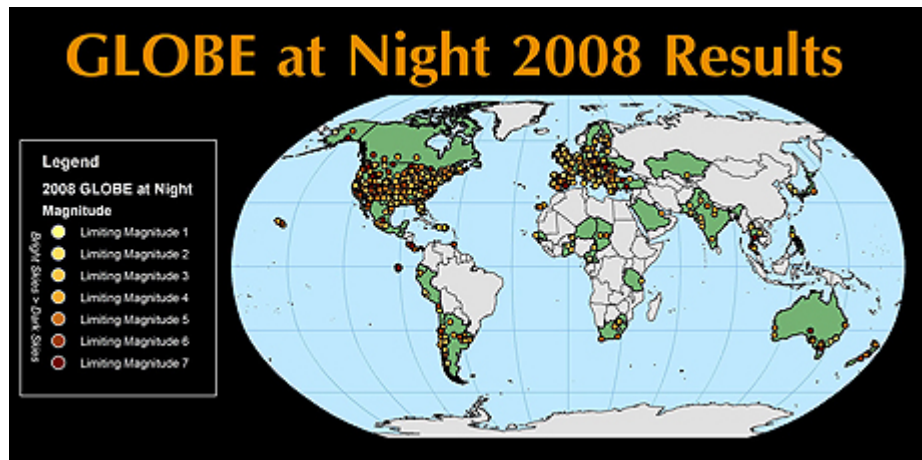 GLOBE at Night 2008 Results
Legend
2008 GLOBE at Night
Magnitude
Bright Skies > Dark Skies
Limiting Magnitude 1
Limiting Magnitude 2
Limiting Magnitude 3
Limiting Magnitude 4
Limiting Magnitude 5
Limiting Magnitude 6
Limiting Magnitude 7